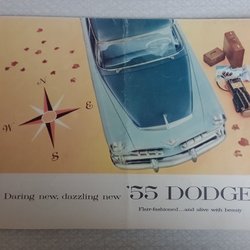 N
E
W
S
Daring new, dazzling new '55 DODGE
Flair-fashioned...and alive with beauty